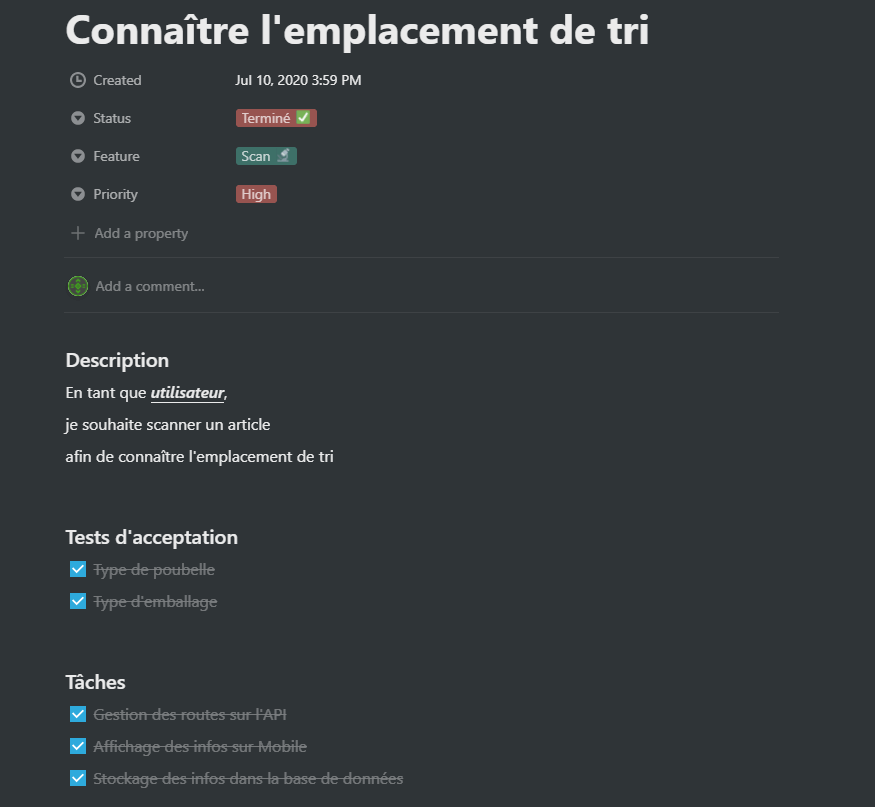 Connaître l'emplacement de tri
Created Jul 10, 2020 3:59 PM
Status Terminé ✅
Feature Scan 🔬
Priority High
Add a property
Add a comment...
Description
En tant que utilisateur,
je souhaite scanner un article
afin de connaître l'emplacement de tri
Tests d'acceptation
Type de poubelle
Type d'emballage
Tâches
Gestion des routes sur l'API
Affichage des infos sur Mobile
Stockage des infos dans la base de données